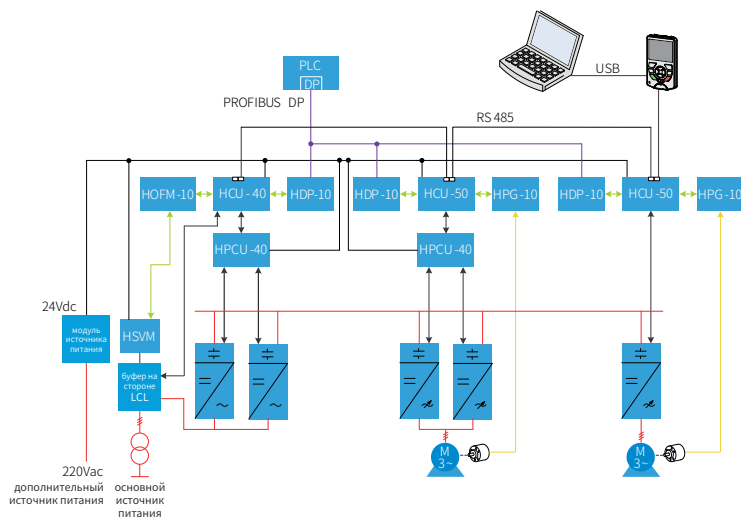 PLC
DP
PROFIBUS DP
USB
RS 485
HOFM-10
HCU - 40
HDP-10
HDP-10
HCU-50
HPG-10
HDP-10
HCU-50
HPG-10
HPCU-40
HPCU-40
24Vdc
модуль
источника
питания
HSVM
буфер на
стороне
LCL
M
3~
M
3~
220Vac
дополнительный
источник питания
основной
источник
питания